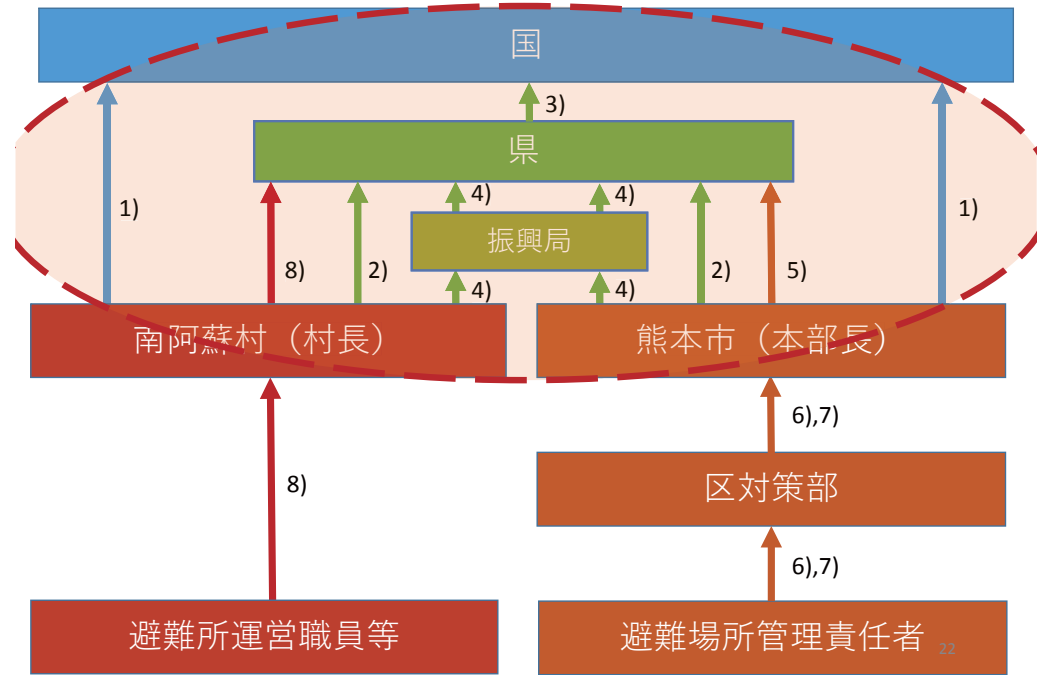 国
3)
県
1)
8)
2)
4)
4)
振興局
4)
4)
2)
5)
1)
南阿蘇村（村長）
熊本市（本部長）
6),7)
8)
区対策部
6),7)
避難所運営職員等
避難場所管理責任者
22